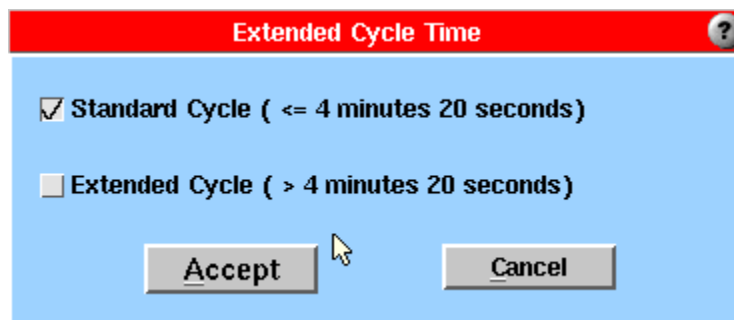 Extended Cycle Time ?
Standard Cycle ( <= 4 minutes 20 seconds)
Extended Cycle ( > 4 minutes 20 seconds)
Accept Cancel